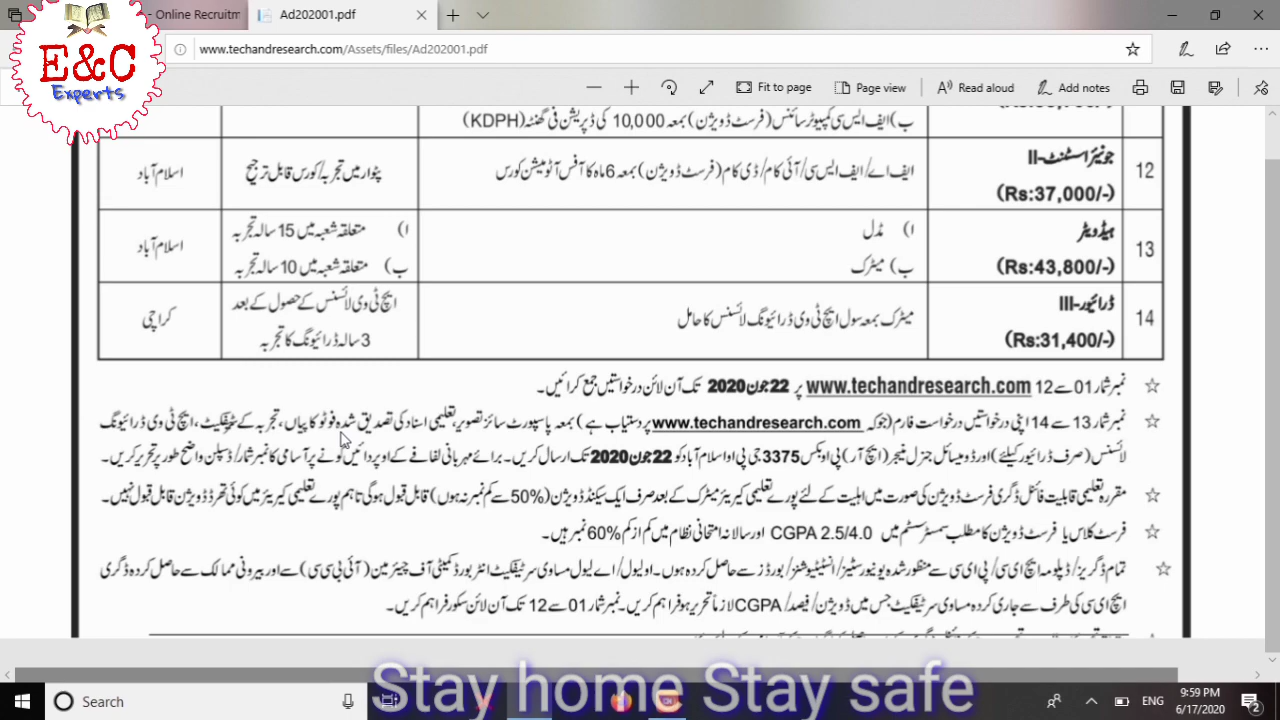 Online Recruitm
Ad202001.pdf
www.techandresearch.com/Assets/files/Ad202001.pdf
E&C
Experts
Fit to page
Page view
Read aloud
Add notes
ب) ایف ایس سی کمپیوٹر سائنس (فرسٹ ڈویژن) بمعہ 10,000 کی ڈپریشن فی گھنٹہ (KDPH)
12 جونیئر اسسٹنٹ-II ایف اے/ ایف ایس سی/ آئی کام/ ڈی کام (فرسٹ ڈویژن) بمعہ 6 ماہ کا آفس آٹومیشن کورس پٹوار میں تجربہ/ کورس قابل ترجیح اسلام آباد
(Rs:37,000/-)
13 ہیڈ ویٹر ا) مڈل ا) متعلقہ شعبہ میں 15 سالہ تجربہ اسلام آباد
(Rs:43,800/-) ب) میٹرک ب) متعلقہ شعبہ میں 10 سالہ تجربہ
14 ڈرائیور-III میٹرک بمعہ سول ایچ ٹی وی ڈرائیونگ لائسنس کا حامل ایچ ٹی وی لائسنس کے حصول کے بعد کراچی
(Rs:31,400/-) 3 سالہ ڈرائیونگ کا تجربہ
☆ نمبر شمار 01 سے 12 www.techandresearch.com پر 22 جون 2020 تک آن لائن درخواستیں جمع کرائیں۔
☆ نمبر شمار 13 سے 14 اپنی درخواستیں درخواست فارم (جوکہ www.techandresearch.com پر دستیاب ہے) بمعہ پاسپورٹ سائز تصویر، تعلیمی اسناد کی تصدیق شدہ فوٹو کاپیاں، تجربہ کے سرٹیفکیٹ، ایچ ٹی وی ڈرائیونگ
لائسنس (صرف ڈرائیور کیلئے) اور ڈومیسائل جنرل منیجر (ایچ آر) پی او بکس 3375 جی پی او اسلام آباد کو 22 جون 2020 تک ارسال کریں۔ برائے مہربانی لفافے کے اوپر دائیں کونے پر آسامی کا نمبر شمار/ ڈسپلن واضح طور پر تحریر کریں۔
☆ مقررہ تعلیمی قابلیت فائنل ڈگری فرسٹ ڈویژن کی صورت میں اہلیت کے لئے پورے تعلیمی کیریئر میٹرک کے بعد صرف ایک سیکنڈ ڈویژن (50% سے کم نمبر نہ ہوں) قابل قبول ہوگی تاہم پورے تعلیمی کیریئر میں کوئی تھرڈ ڈویژن قابل قبول نہیں۔
☆ فرسٹ کلاس یا فرسٹ ڈویژن کا مطلب سمسٹر سسٹم میں CGPA 2.5/4.0 اور سالانہ امتحانی نظام میں کم از کم 60% نمبر ہیں۔
☆ تمام ڈگریز/ ڈپلومہ ایچ ای سی/ پی ای سی سے منظور شدہ یونیورسٹیز/ انسٹیٹیوشنز/ بورڈز سے حاصل کردہ ہوں۔ او لیول/ اے لیول مساوی سرٹیفکیٹ انٹر بورڈ کمیٹی آف چیئرمین (آئی بی سی سی) سے اور بیرونی ممالک سے حاصل کردہ ڈگری
ایچ ای سی کی طرف سے جاری کردہ مساوی سرٹیفکیٹ جس میں ڈویژن/ فیصد/ CGPA لازماً تحریر ہو فراہم کریں۔ نمبر شمار 01 سے 12 تک آن لائن سکور فراہم کریں۔
Stay home Stay safe
Search
ENG
9:59 PM
6/17/2020
2